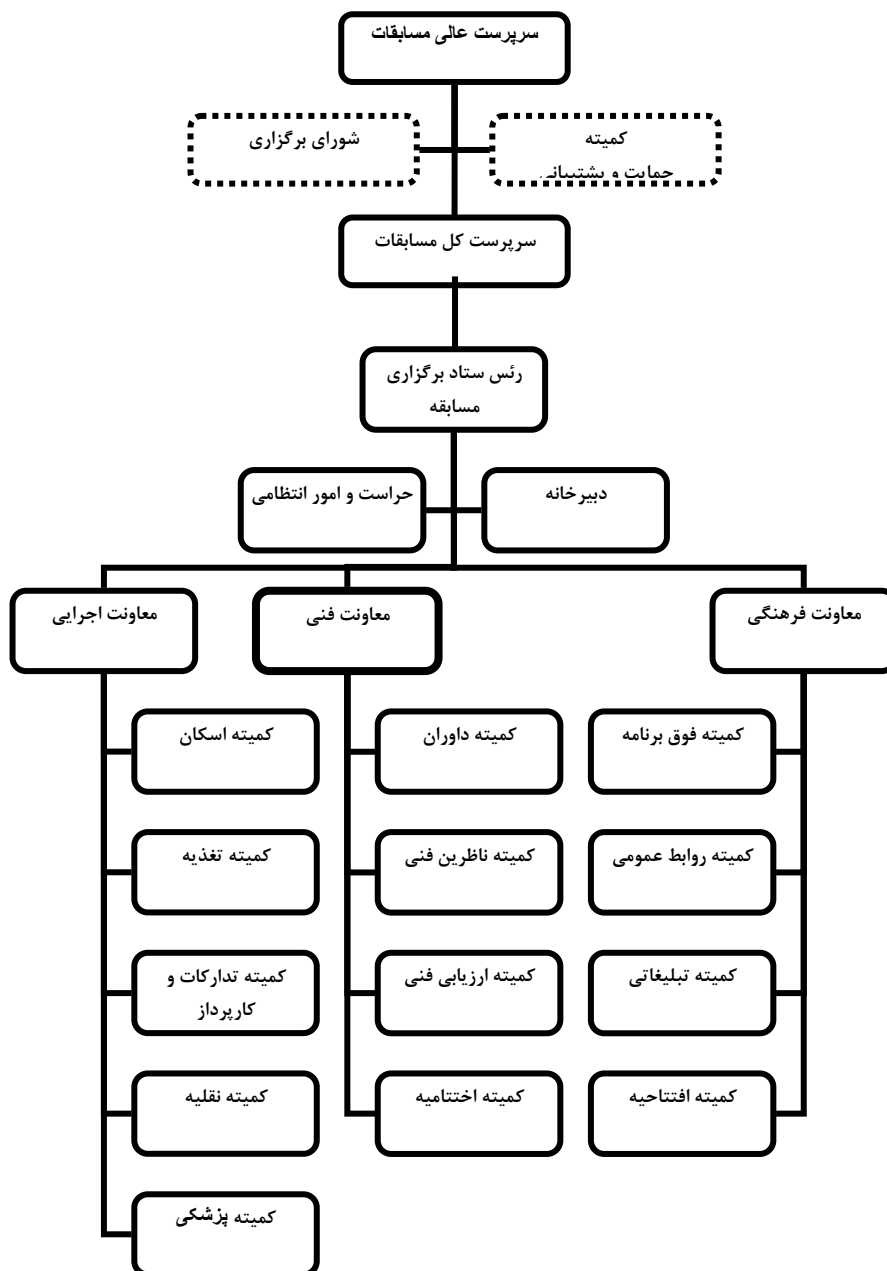 سرپرست عالی مسابقات
کمیته
حمایت و پشتیبانی
شورای برگزاری
سرپرست کل مسابقات
رئس ستاد برگزاری
مسابقه
دبیرخانه
حراست و امور انتظامی
معاونت فرهنگی
معاونت فنی
معاونت اجرایی
کمیته فوق برنامه
کمیته داوران
کمیته اسکان
کمیته روابط عمومی
کمیته ناظرین فنی
کمیته تغذیه
کمیته تبلیغاتی
کمیته ارزیابی فنی
کمیته تدارکات و
کارپرداز
کمیته افتتاحیه
کمیته اختتامیه
کمیته نقلیه
کمیته پزشکی